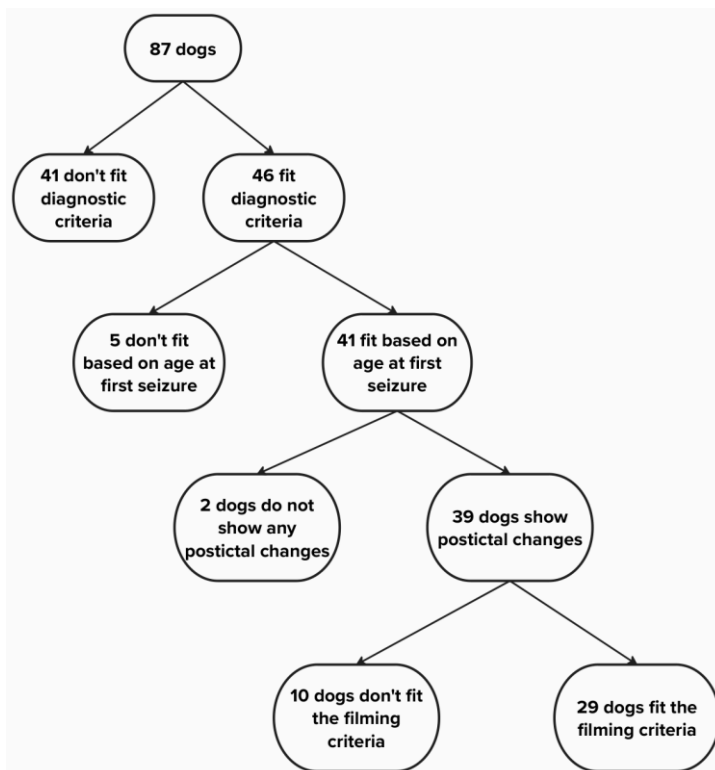 87 dogs
41 don't fit
diagnostic
criteria
46 fit
diagnostic
criteria
5 don't fit
based on age at
first seizure
41 fit based on
age at first
seizure
2 dogs do not
show any
postictal changes
39 dogs show
postictal changes
10 dogs don't fit
the filming
criteria
29 dogs fit the
filming criteria